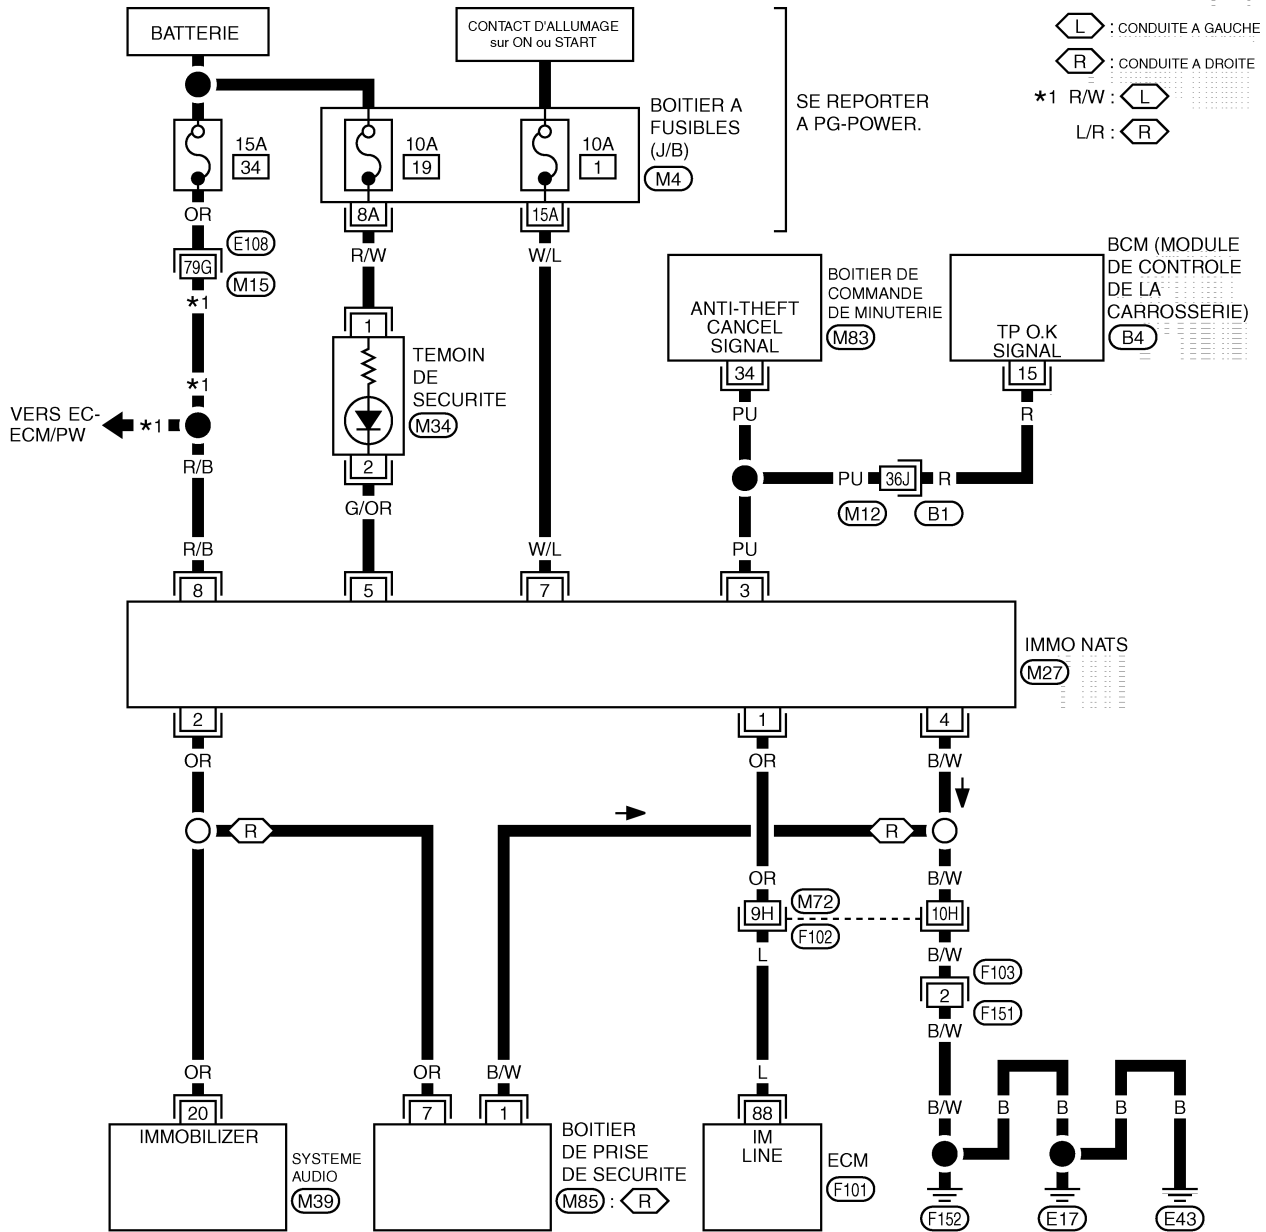 BATTERIE
CONTACT D'ALLUMAGE
sur ON ou START
L : CONDUITE A GAUCHE
R : CONDUITE A DROITE
*1 R/W : L
L/R : R
SE REPORTER
A PG-POWER.
BOITIER A
FUSIBLES
(J/B)
M4
15A
34
10A
19
10A
1
8A
15A
OR
E108
79G
M15
*1
R/W
W/L
BOITIER DE
COMMANDE
DE MINUTERIE
M83
ANTI-THEFT
CANCEL
SIGNAL
BCM (MODULE
DE CONTROLE
DE LA
CARROSSERIE)
B4
TP O.K
SIGNAL
1
TEMOIN
DE
SECURITE
M34
34
15
PU
R
*1
VERS EC-
ECM/PW
*1
R/B
2
G/OR
PU
36J
R
M12
B1
R/B
W/L
PU
8
5
7
3
IMMO NATS
M27
2
1
4
OR
OR
B/W
R
R
OR
B/W
9H
M72
F102
10H
L
B/W
F103
2
F151
B/W
OR
OR
B/W
L
B/W
B
B
B
B
20
7
1
88
IMMOBILIZER
SYSTEME
AUDIO
M39
BOITIER
DE PRISE
DE SECURITE
M85 : R
IM
LINE
ECM
F101
F152
E17
E43